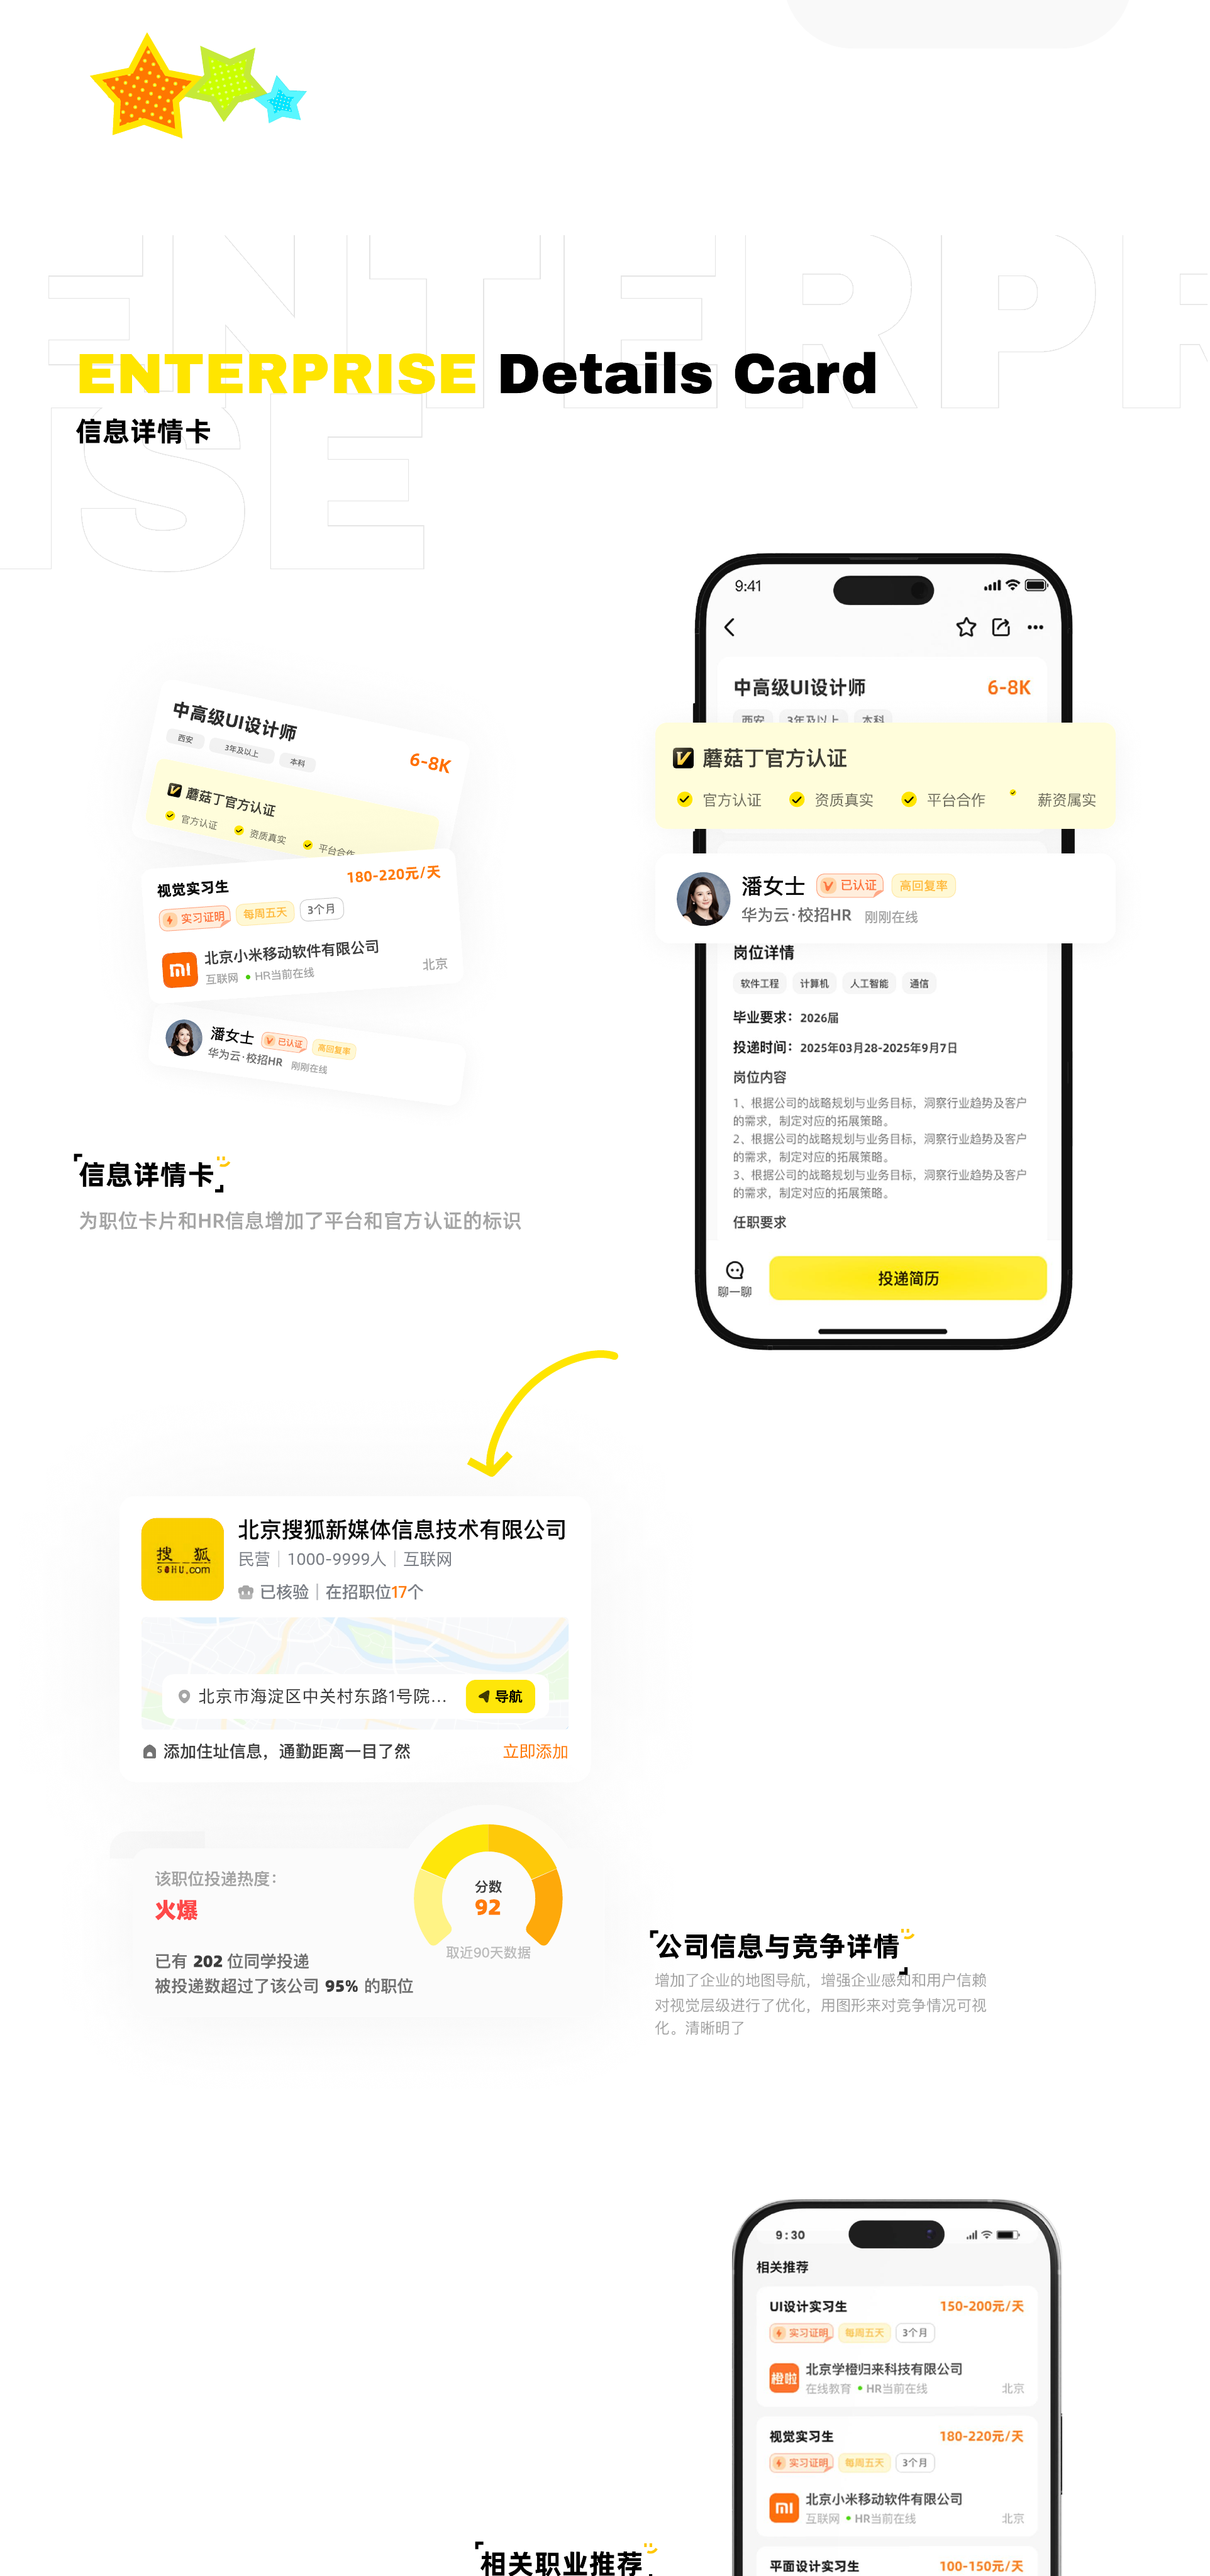 ENTERPR
ISE
ENTERPRISE Details Card
信息详情卡
中高级UI设计师
6-8K
西安
3年及以上
本科
蘑菇丁官方认证
官方认证
资质真实
平台合作
视觉实习生
180-220元/天
实习证明
每周五天
3个月
北京小米移动软件有限公司
互联网
HR当前在线
北京
潘女士
已认证
高回复率
华为云·校招HR
刚刚在线
信息详情卡
为职位卡片和HR信息增加了平台和官方认证的标识
9:41
中高级UI设计师
6-8K
西安
3年及以上
本科
蘑菇丁官方认证
官方认证
资质真实
平台合作
薪资属实
潘女士
已认证
高回复率
华为云·校招HR
刚刚在线
岗位详情
软件工程
计算机
人工智能
通信
毕业要求：2026届
投递时间：2025年03月28-2025年9月7日
岗位内容
1、根据公司的战略规划与业务目标，洞察行业趋势及客户
的需求，制定对应的拓展策略。
2、根据公司的战略规划与业务目标，洞察行业趋势及客户
的需求，制定对应的拓展策略。
3、根据公司的战略规划与业务目标，洞察行业趋势及客户
的需求，制定对应的拓展策略。
任职要求
聊一聊
投递简历
搜狐
SOHU.com
北京搜狐新媒体信息技术有限公司
民营｜1000-9999人｜互联网
已核验｜在招职位17个
北京市海淀区中关村东路1号院...
导航
添加住址信息，通勤距离一目了然
立即添加
该职位投递热度：
火爆
已有 202 位同学投递
被投递数超过了该公司 95% 的职位
分数
92
取近90天数据
公司信息与竞争详情
增加了企业的地图导航，增强企业感知和用户信赖
对视觉层级进行了优化，用图形来对竞争情况可视
化。清晰明了
9:30
相关推荐
UI设计实习生
150-200元/天
实习证明
每周五天
3个月
橙啦
北京学橙归来科技有限公司
在线教育
HR当前在线
北京
视觉实习生
180-220元/天
实习证明
每周五天
3个月
北京小米移动软件有限公司
互联网
HR当前在线
北京
平面设计实习生
100-150元/天
相关职业推荐